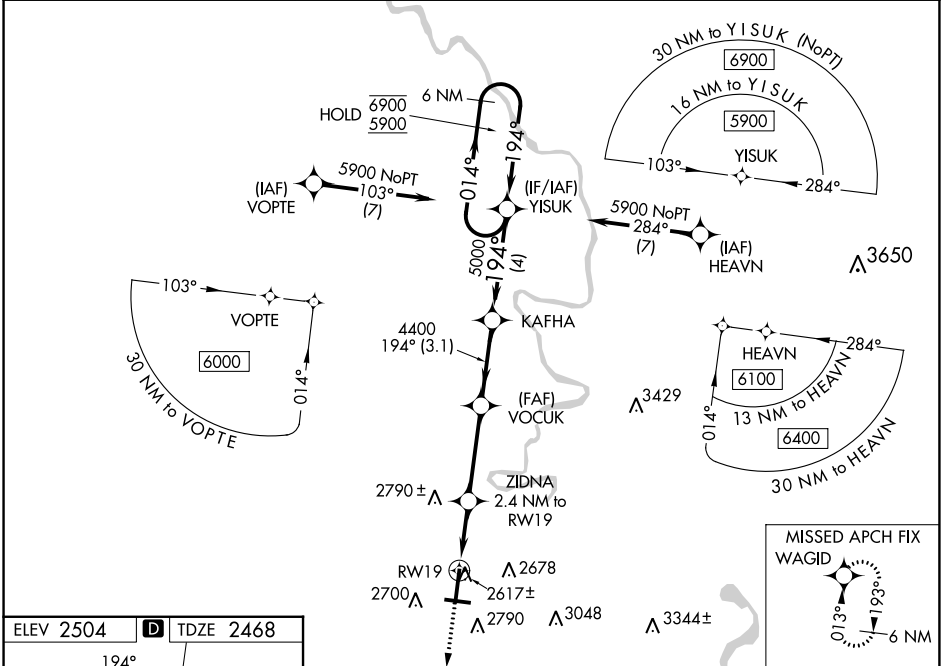 30 NM to YISUK (NoPT)
6900
16 NM to YISUK
5900
YISUK
103°
284°
6 NM
HOLD 6900
5900
014°
194°
(IAF)
VOPTE
5900 NoPT
103°
(7)
(IF/IAF)
YISUK
5900 NoPT
284°
(7)
(IAF)
HEAVN
3650
5000
194°
(4)
103°
VOPTE
6000
014°
30 NM to VOPTE
KAFHA
4400
194° (3.1)
(FAF)
VOCUK
3429
HEAVN
284°
6100
014°
13 NM to HEAVN
6400
30 NM to HEAVN
2790 ±
ZIDNA
2.4 NM to
RW19
RW19
2678
2617±
2700
2790
3048
3344±
MISSED APCH FIX
WAGID
013°
193°
6 NM
ELEV 2504 D TDZE 2468
194°